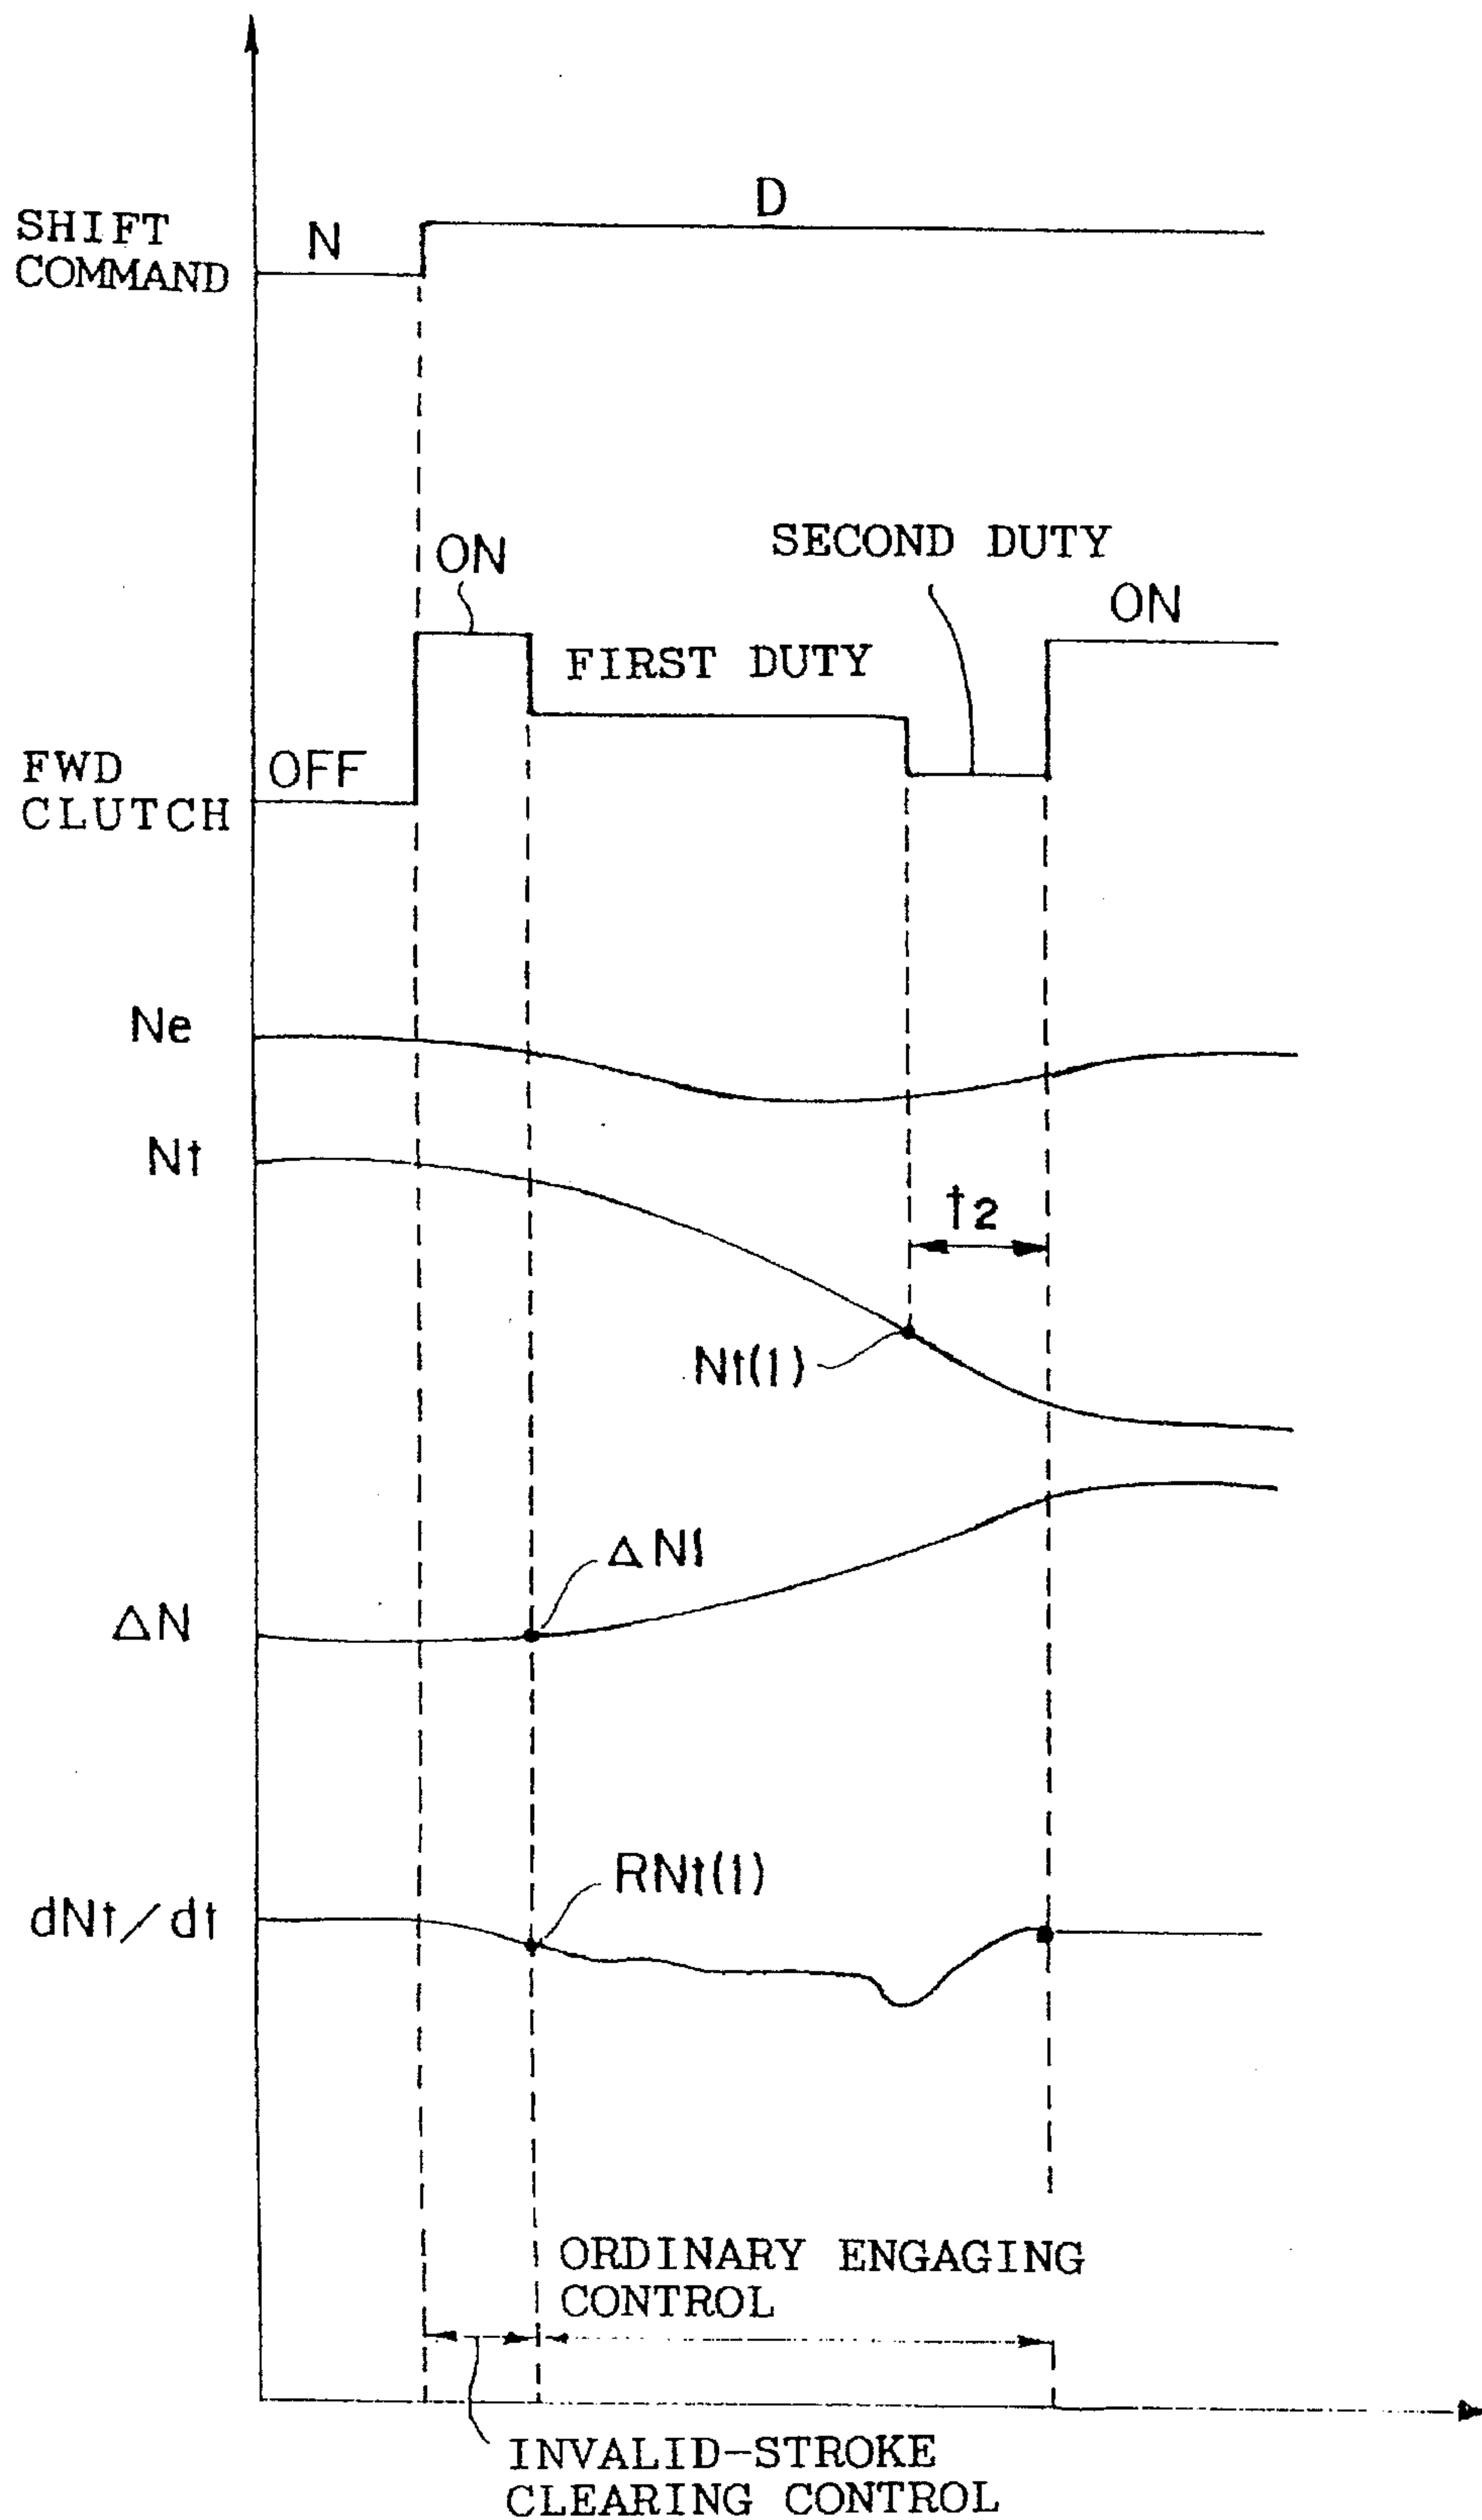 D
SHIFT
COMMAND
N
SECOND DUTY
ON
ON
FIRST DUTY
FWD
CLUTCH
OFF
Ne
Nt
t2
Nt(1)
ΔN1
ΔN
RNt(1)
dNt/dt
ORDINARY ENGAGING
CONTROL
INVALID-STROKE
CLEARING CONTROL